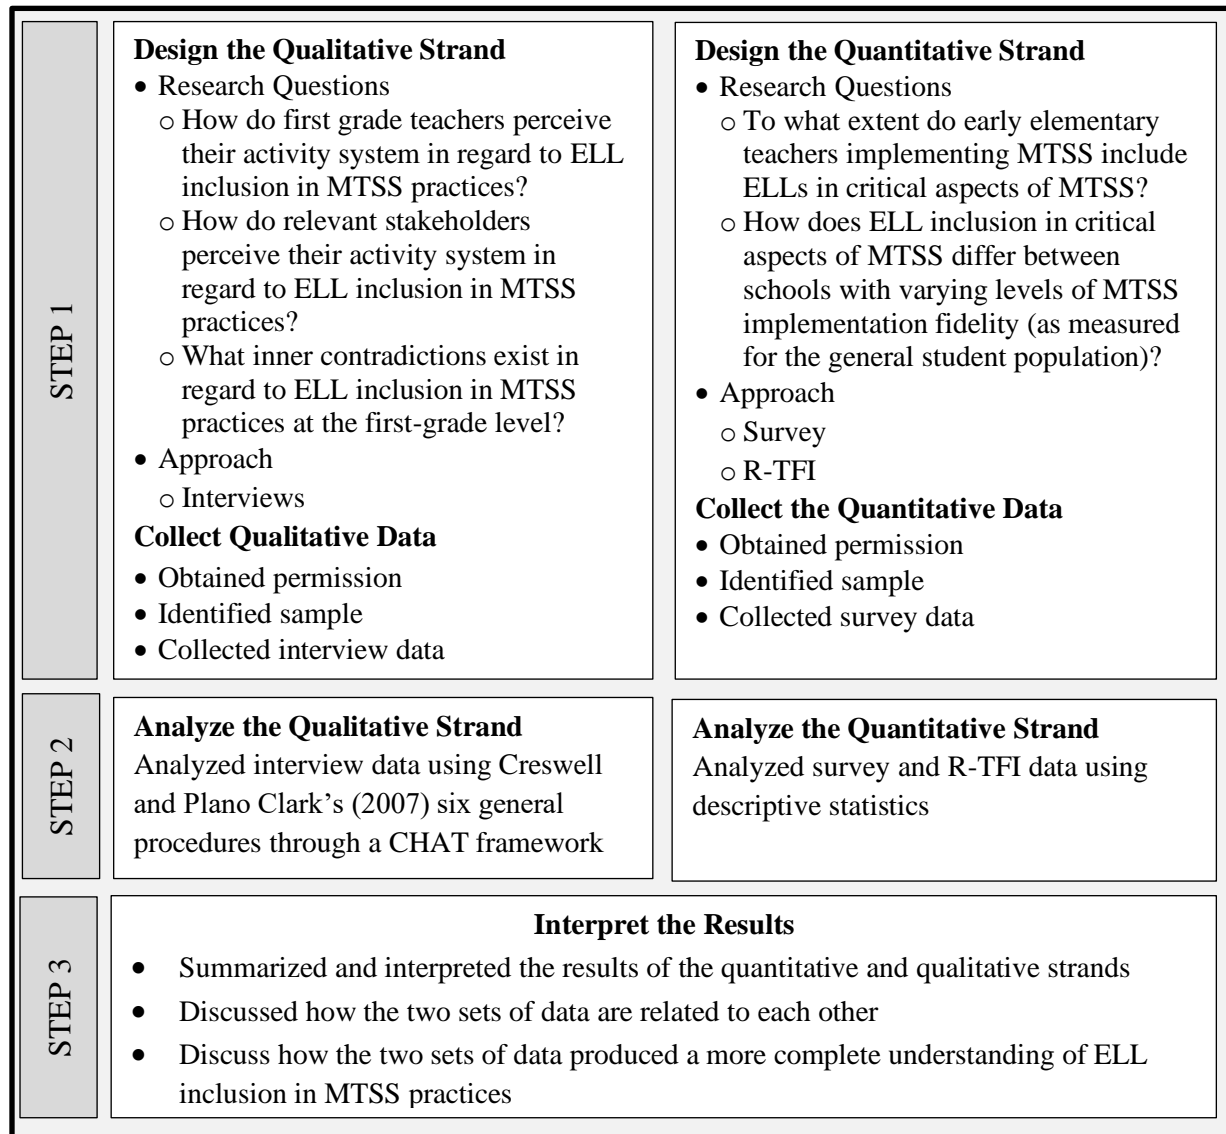 STEP 1
Design the Qualitative Strand
• Research Questions
o How do first grade teachers perceive
their activity system in regard to ELL
inclusion in MTSS practices?
o How do relevant stakeholders
perceive their activity system in
regard to ELL inclusion in MTSS
practices?
o What inner contradictions exist in
regard to ELL inclusion in MTSS
practices at the first-grade level?
• Approach
o Interviews
Collect Qualitative Data
• Obtained permission
• Identified sample
• Collected interview data
Design the Quantitative Strand
• Research Questions
o To what extent do early elementary
teachers implementing MTSS include
ELLs in critical aspects of MTSS?
o How does ELL inclusion in critical
aspects of MTSS differ between
schools with varying levels of MTSS
implementation fidelity (as measured
for the general student population)?
• Approach
o Survey
o R-TFI
Collect the Quantitative Data
• Obtained permission
• Identified sample
• Collected survey data
STEP 2
Analyze the Qualitative Strand
Analyzed interview data using Creswell
and Plano Clark’s (2007) six general
procedures through a CHAT framework
Analyze the Quantitative Strand
Analyzed survey and R-TFI data using
descriptive statistics
STEP 3
Interpret the Results
• Summarized and interpreted the results of the quantitative and qualitative strands
• Discussed how the two sets of data are related to each other
• Discuss how the two sets of data produced a more complete understanding of ELL
inclusion in MTSS practices